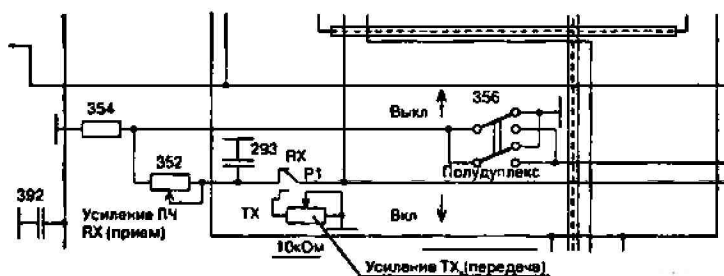 354
Выкл
356
352
293
RX
P1
Полудуплекс
392
Усиление ПЧ
RX (прием)
TX
Вкл
10кОм
Усиление TX (передача)